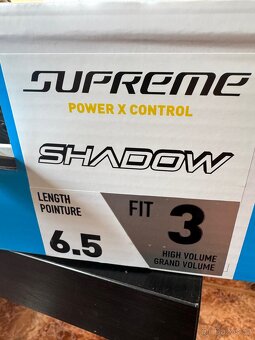 SUPREME
POWER X CONTROL
SHADOW
LENGTH
POINTURE
6.5
FIT 3
HIGH VOLUME
GRAND VOLUME